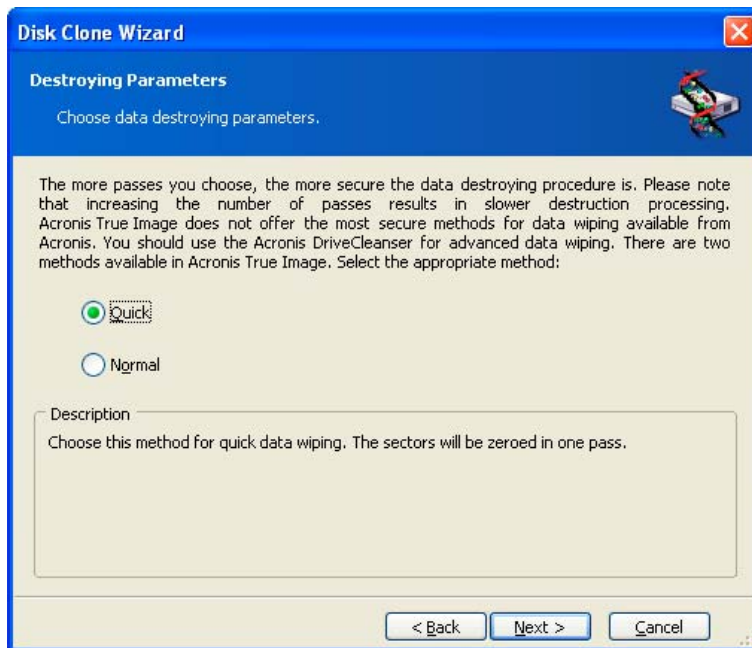 Disk Clone Wizard
Destroying Parameters
Choose data destroying parameters.
The more passes you choose, the more secure the data destroying procedure is. Please note
that increasing the number of passes results in slower destruction processing.
Acronis True Image does not offer the most secure methods for data wiping available from
Acronis. You should use the Acronis DriveCleanser for advanced data wiping. There are two
methods available in Acronis True Image. Select the appropriate method:
Quick
Normal
Description
Choose this method for quick data wiping. The sectors will be zeroed in one pass.
< Back
Next >
Cancel